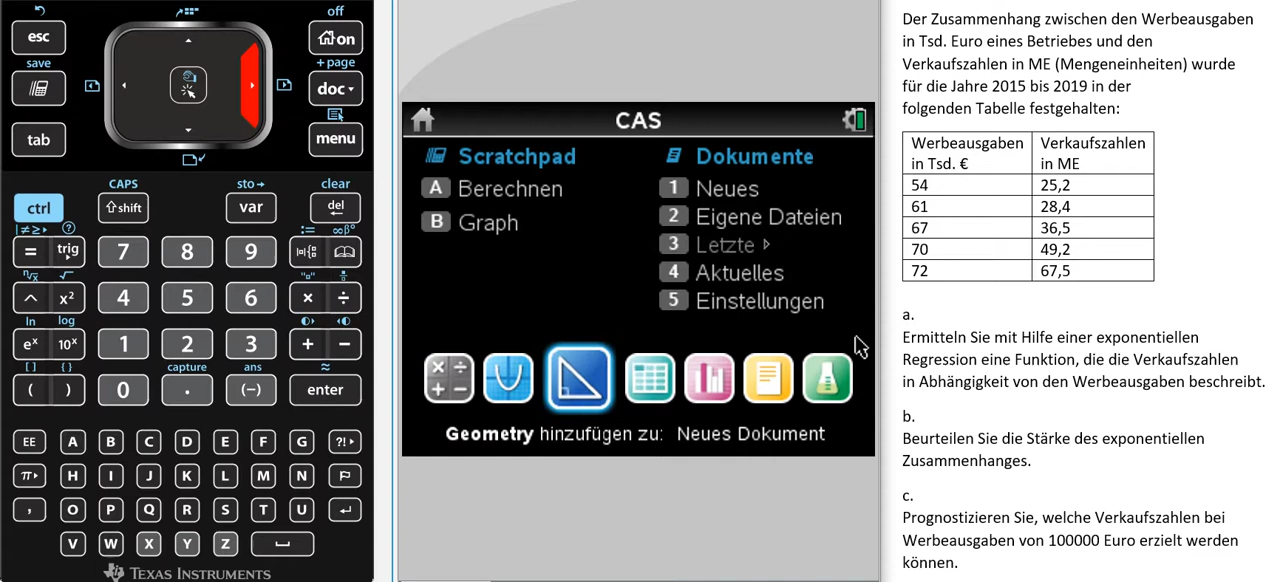 off
esc
on
save
+ page
doc
tab
menu
CAPS
sto →
clear
ctrl
shift
var
del
|≠≥▸
?
:=
∞β°
= trig
7 8 9
|□|{
ⁿ√x √
"□"
^ x²
4 5 6
× ÷
ln log
eˣ 10ˣ
1 2 3
+ −
[ ] { }
capture
ans
≈
( )
0 . (−)
enter
EE A B C D E F G ?!▸
π▸ H I J K L M N
, O P Q R S T U
V W X Y Z
TEXAS INSTRUMENTS
CAS
Scratchpad
A Berechnen
B Graph
Dokumente
1 Neues
2 Eigene Dateien
3 Letzte ▹
4 Aktuelles
5 Einstellungen
Geometry hinzufügen zu: Neues Dokument
Der Zusammenhang zwischen den Werbeausgaben
in Tsd. Euro eines Betriebes und den
Verkaufszahlen in ME (Mengeneinheiten) wurde
für die Jahre 2015 bis 2019 in der
folgenden Tabelle festgehalten:
Werbeausgaben Verkaufszahlen
in Tsd. € in ME
54 25,2
61 28,4
67 36,5
70 49,2
72 67,5
a.
Ermitteln Sie mit Hilfe einer exponentiellen
Regression eine Funktion, die die Verkaufszahlen
in Abhängigkeit von den Werbeausgaben beschreibt.
b.
Beurteilen Sie die Stärke des exponentiellen
Zusammenhanges.
c.
Prognostizieren Sie, welche Verkaufszahlen bei
Werbeausgaben von 100000 Euro erzielt werden
können.